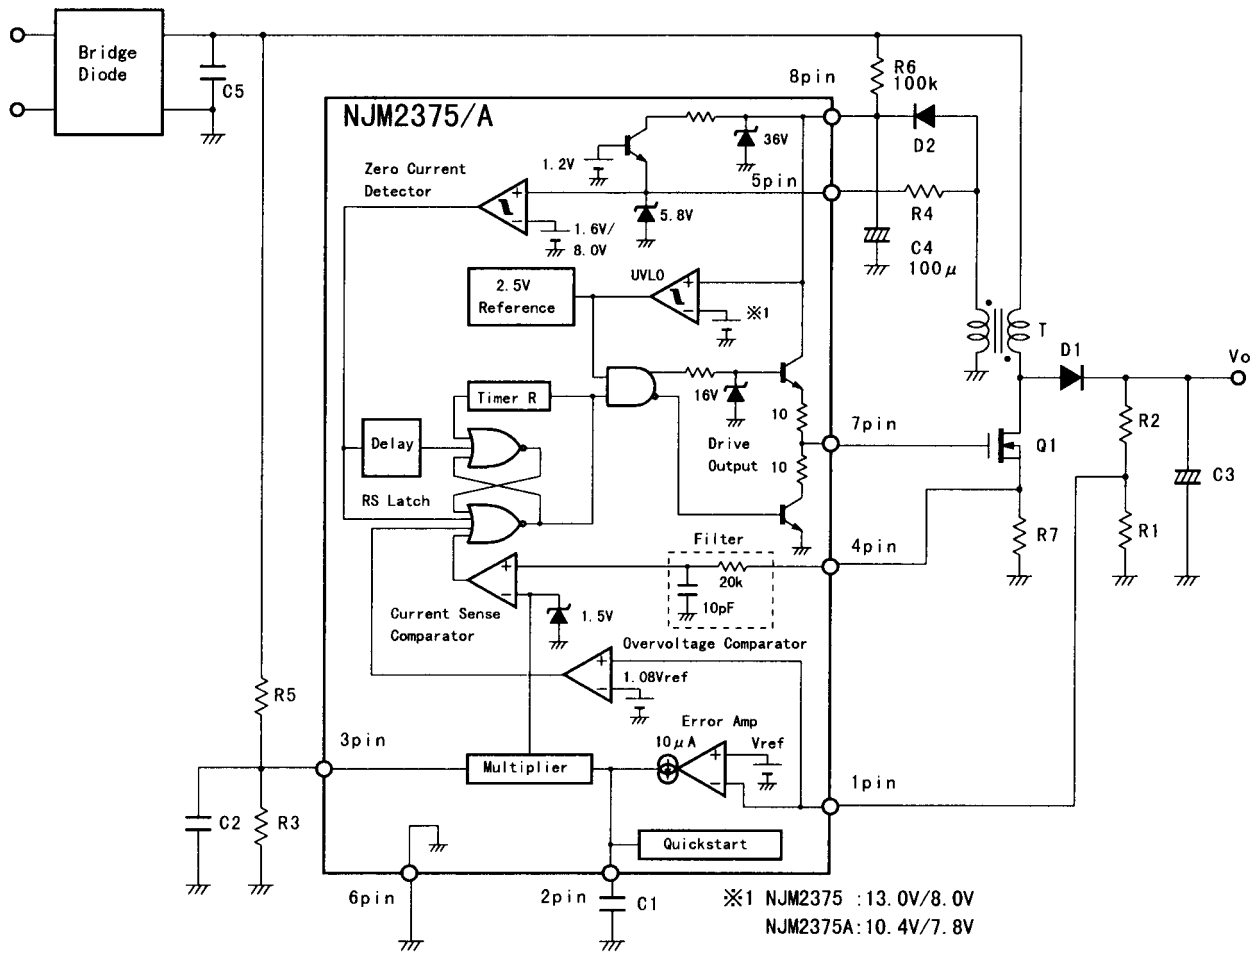 Bridge
Diode
C5
8pin
R6
100k
NJM2375/A
D2
36V
1.2V
Zero Current
Detector
5pin
R4
5.8V
1.6V/
8.0V
C4
100μ
2.5V
Reference
UVLO
※1
T
D1
Vo
Timer R
16V
10
7pin
R2
Delay
Drive
Output
10
Q1
C3
RS Latch
Filter
4pin
R7
R1
20k
10pF
Current Sense
Comparator
1.5V
Overvoltage Comparator
1.08Vref
R5
Error Amp
3pin
10μA
Vref
Multiplier
1pin
C2
R3
Quickstart
6pin
2pin
C1
※1 NJM2375 :13.0V/8.0V
NJM2375A:10.4V/7.8V
+
−
+
−
+
−
+
−
+
−